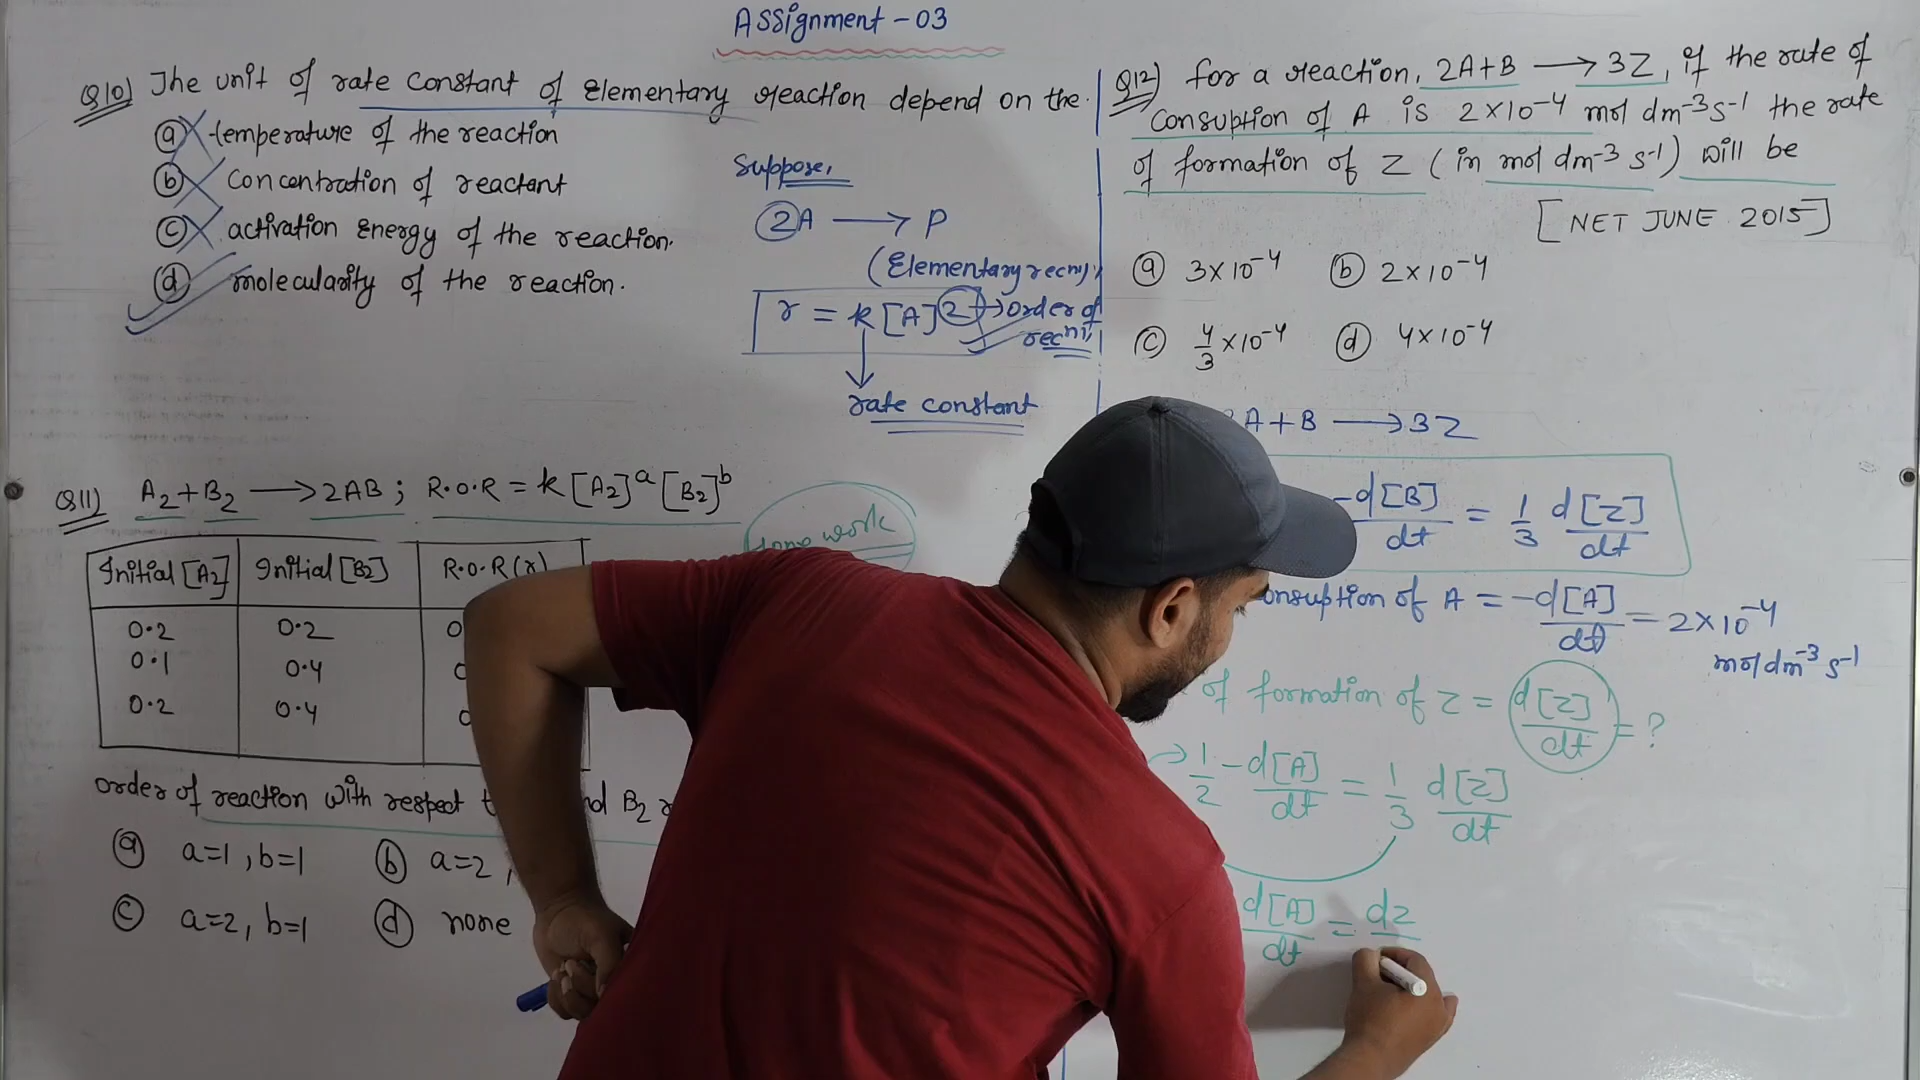 Assignment - 03
Q10) The unit of rate constant of Elementary reaction depend on the
(a) temperature of the reaction
(b) concentration of reactant
(c) activation Energy of the reaction.
(d) molecularity of the reaction.
Suppose,
2A ⟶ P
(Elementary recn)
r = k[A]² → order of
recn
rate constant
Q11) A₂ + B₂ ⟶ 2AB ; R.O.R = k[A₂]ᵃ[B₂]ᵇ
Home work
Initial [A₂] Initial [B₂] R.O.R (r)
0.2 0.2
0.1 0.4
0.2 0.4
order of reaction with respect B₂
(a) a=1, b=1 (b) a=2,
(c) a=2, b=1 (d) none
Q12) for a reaction, 2A+B ⟶ 3Z, if the rate of
consuption of A is 2×10⁻⁴ mol dm⁻³ s⁻¹ the rate
of formation of Z (in mol dm⁻³ s⁻¹) will be
[NET JUNE 2015]
(a) 3×10⁻⁴ (b) 2×10⁻⁴
(c) 4/3 ×10⁻⁴ (d) 4×10⁻⁴
A + B ⟶ 3Z
-d[B]/dt = 1/3 d[Z]/dt
onsuption of A = -d[A]/dt = 2×10⁻⁴
mol dm⁻³ s⁻¹
of formation of Z = d[Z]/dt = ?
→ 1/2 -d[A]/dt = 1/3 d[Z]/dt
d[A]/dt = dz